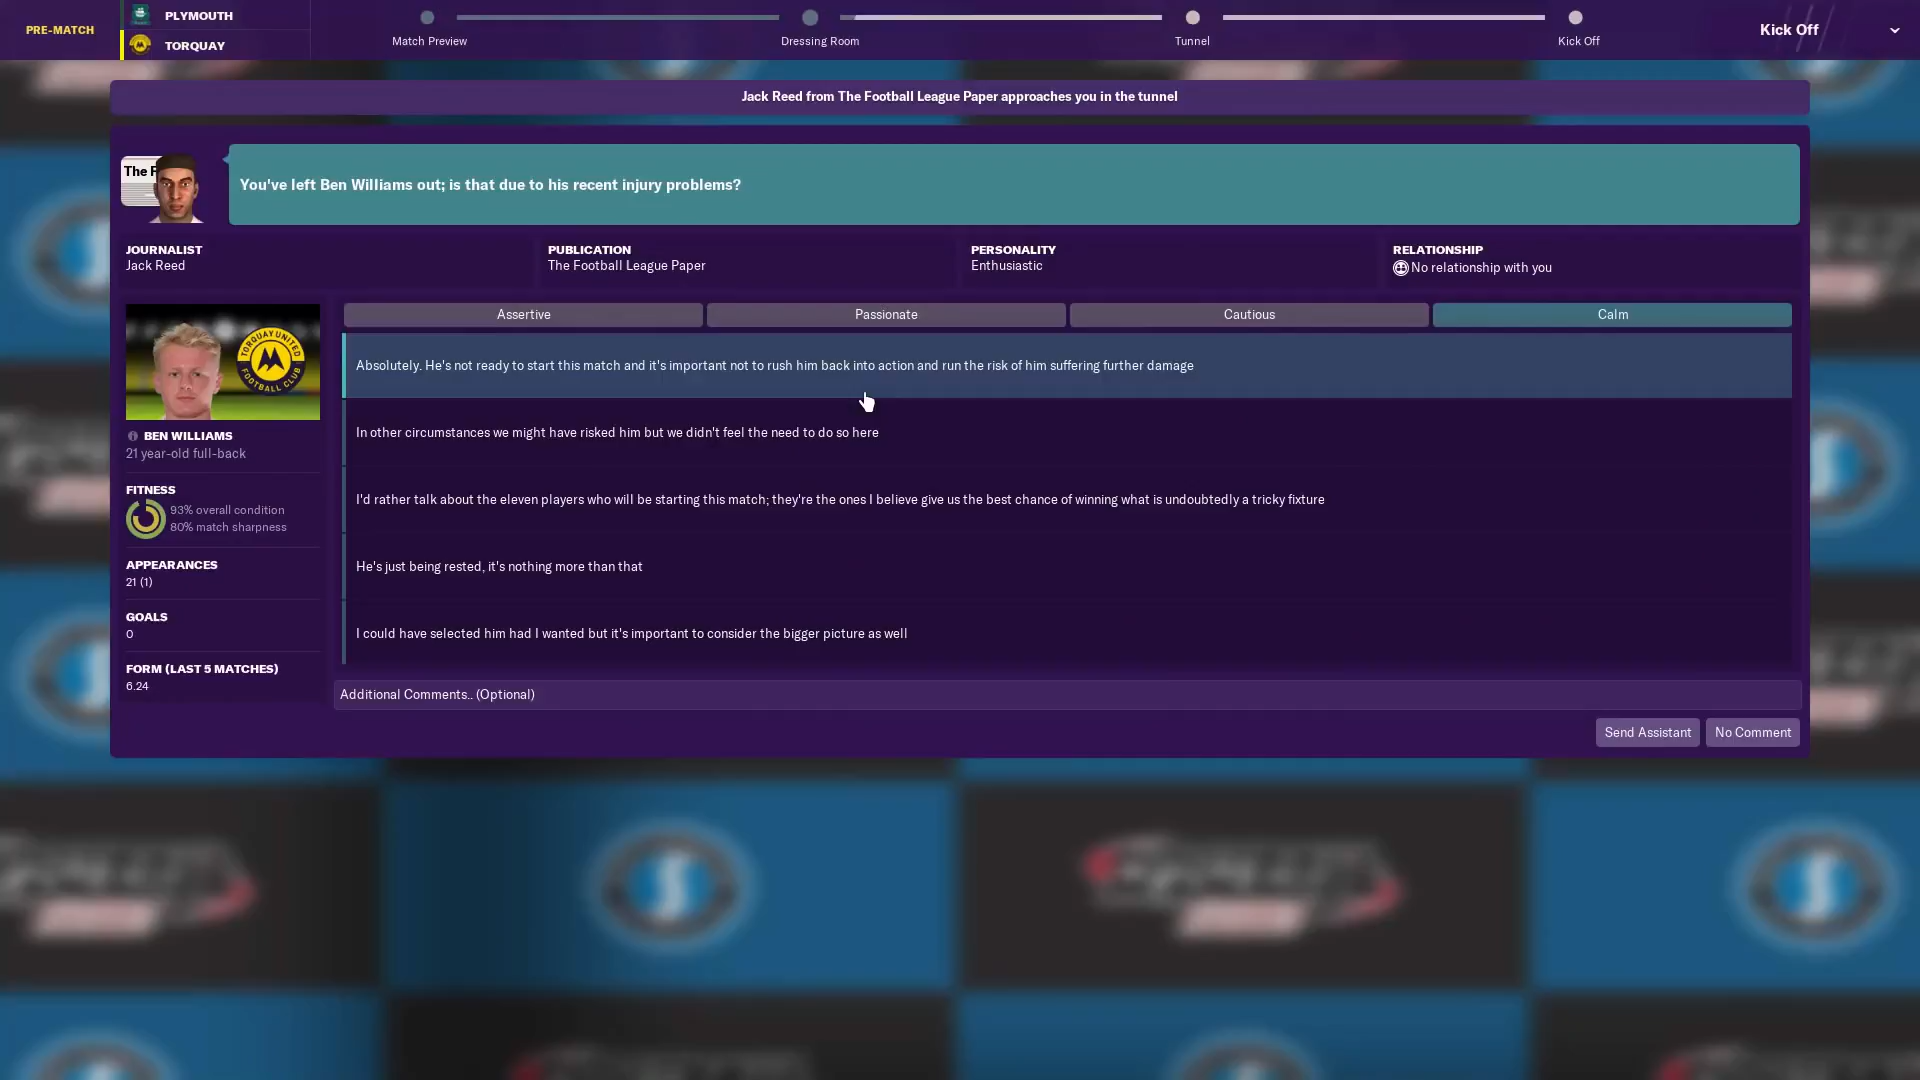 PRE-MATCH
PLYMOUTH
TORQUAY
Match Preview
Dressing Room
Tunnel
Kick Off
Kick Off
Jack Reed from The Football League Paper approaches you in the tunnel
The F
You've left Ben Williams out; is that due to his recent injury problems?
JOURNALIST
Jack Reed
PUBLICATION
The Football League Paper
PERSONALITY
Enthusiastic
RELATIONSHIP
No relationship with you
TORQUAY UNITED
FOOTBALL CLUB
BEN WILLIAMS
21 year-old full-back
FITNESS
93% overall condition
80% match sharpness
APPEARANCES
21 (1)
GOALS
0
FORM (LAST 5 MATCHES)
6.24
Assertive
Passionate
Cautious
Calm
Absolutely. He's not ready to start this match and it's important not to rush him back into action and run the risk of him suffering further damage
In other circumstances we might have risked him but we didn't feel the need to do so here
I'd rather talk about the eleven players who will be starting this match; they're the ones I believe give us the best chance of winning what is undoubtedly a tricky fixture
He's just being rested, it's nothing more than that
I could have selected him had I wanted but it's important to consider the bigger picture as well
Additional Comments.. (Optional)
Send Assistant
No Comment